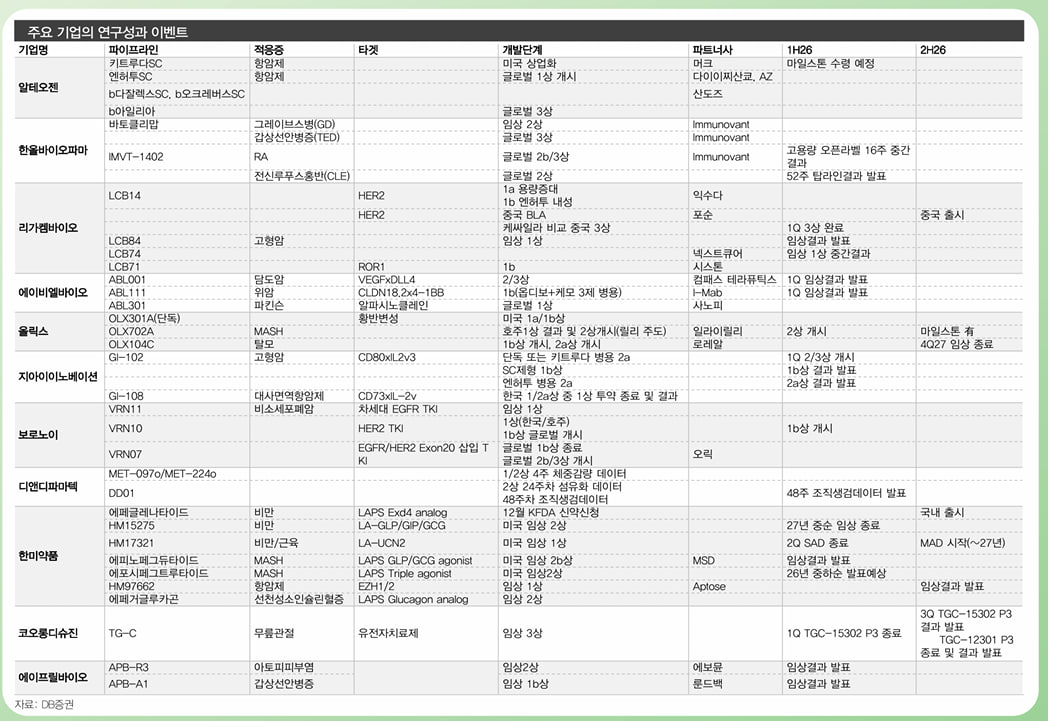 주요 기업의 연구성과 이벤트
기업명 파이프라인 적응증 타겟 개발단계 파트너사 1H26 2H26
알테오젠
키트루다SC 항암제 미국 상업화 머크 마일스톤 수령 예정
엔허투SC 항암제 글로벌 1상 개시 다이이찌산쿄, AZ
b다잘렉스SC, b오크레버스SC 산도즈
b아일리아 글로벌 3상
한올바이오파마
바토클리맙 그레이브스병(GD) 임상 2상 Immunovant
갑상선안병증(TED) 글로벌 3상 Immunovant
IMVT-1402 RA 글로벌 2b/3상 Immunovant 고용량 오픈라벨 16주 중간
결과
전신루푸스홍반(CLE) 글로벌 2상 52주 탑라인결과 발표
리가켐바이오
LCB14 HER2 1a 용량증대
1b 엔허투 내성 익수다
HER2 중국 BLA 포순 중국 출시
케싸일라 비교 중국 3상 1Q 3상 완료
LCB84 고형암 임상 1상 임상결과 발표
LCB74 넥스트큐어 임상 1상 중간결과
LCB71 ROR1 1b 시스톤
에이비엘바이오
ABL001 담도암 VEGFxDLL4 2/3상 컴패스 테라퓨틱스 1Q 임상결과 발표
ABL111 위암 CLDN18,2x4-1BB 1b(옵디보+케모 3제 병용) I-Mab 1Q 임상결과 발표
ABL301 파킨슨 알파시노클레인 글로벌 1상 사노피
올릭스
OLX301A(단독) 황반변성 미국 1a/1b상
OLX702A MASH 호주1상 결과 및 2상개시(릴리 주도) 일라이릴리 2상 개시 마일스톤 有
OLX104C 탈모 1b상 개시, 2a상 개시 로레알 4Q27 임상 종료
지아이이노베이션
GI-102 고형암 CD80xIL2v3 단독 또는 키트루다 병용 2a 1Q 2/3상 개시
SC제형 1b상 1b상 결과 발표
엔허투 병용 2a 2a상 결과 발표
GI-108 대사면역항암제 CD73xIL-2v 한국 1/2a상 중 1상 투약 종료 및 결과
보로노이
VRN11 비소세포폐암 차세대 EGFR TKI 임상 1상
VRN10 HER2 TKI 1상(한국/호주)
1b상 글로벌 개시 1b상 개시
VRN07 EGFR/HER2 Exon20 삽입 T
KI 글로벌 1b상 종료
글로벌 2b/3상 개시 오릭
디앤디파마텍
MET-097o/MET-224o 1/2상 4주 체중감량 데이터
DD01 2상 24주차 섬유화 데이터
48주차 조직생검데이터 48주 조직생검데이터 발표
한미약품
에페글레나타이드 비만 LAPS Exd4 analog 12월 KFDA 신약신청 국내 출시
HM15275 비만 LA-GLP/GIP/GCG 미국 임상 2상 27년 중순 임상 종료
HM17321 비만/근육 LA-UCN2 미국 임상 1상 2Q SAD 종료 MAD 시작(~27년)
에피노페그듀타이드 MASH LAPS GLP/GCG agonist 미국 임상 2b상 MSD 임상결과 발표
에포시페그트루타이드 MASH LAPS Triple agonist 미국 임상2상 26년 중하순 발표예상
HM97662 항암제 EZH1/2 임상 1상 Aptose 임상결과 발표
에페거글루카곤 선천성소인슐린혈증 LAPS Glucagon analog 임상 2상
코오롱디슈진
TG-C 무릎관절 유전자치료제 임상 3상 1Q TGC-15302 P3 종료 3Q TGC-15302 P3
결과 발표
TGC-12301 P3
종료 및 결과 발표
에이프릴바이오
APB-R3 아토피피부염 임상2상 에보뮨 임상결과 발표
APB-A1 갑상선안병증 임상 1b상 룬드백 임상결과 발표
자료: DB증권